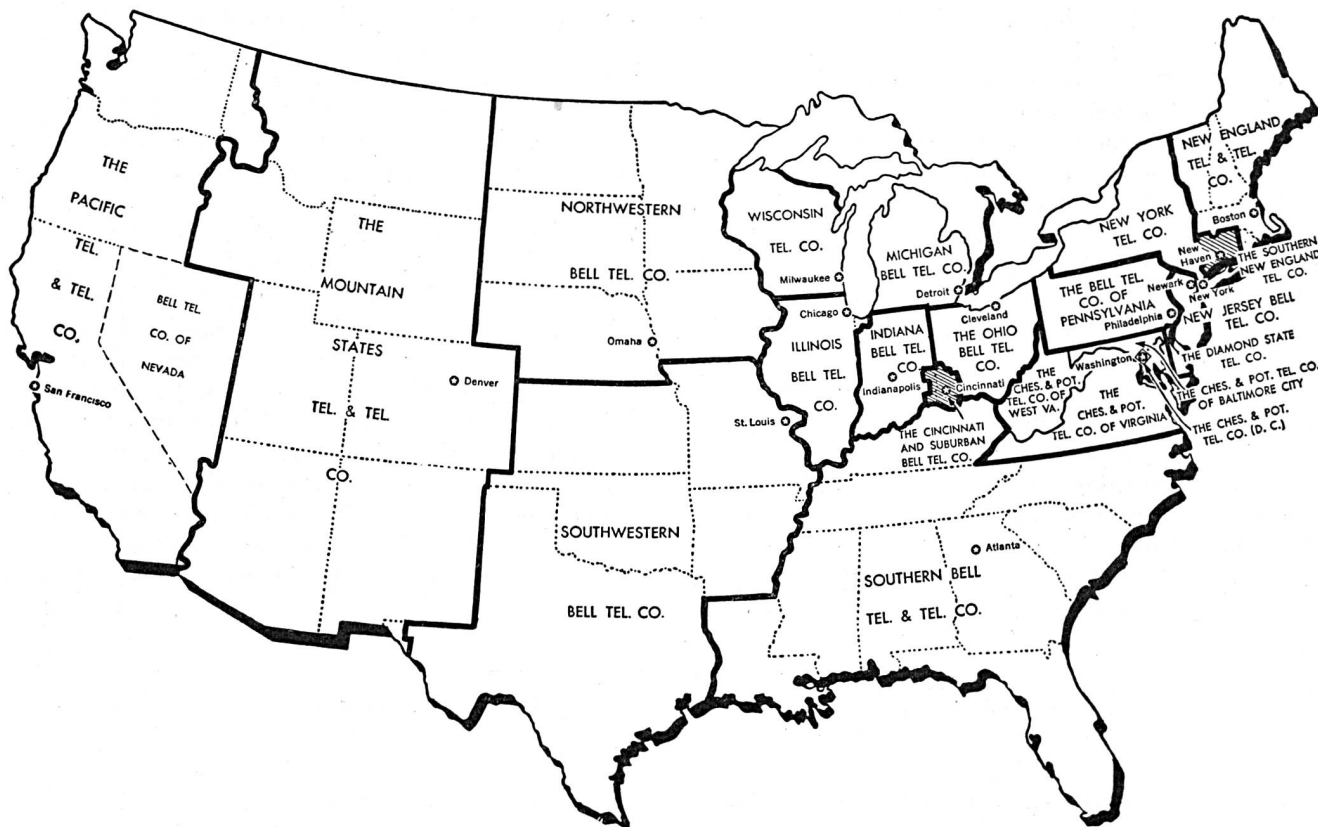 THE
PACIFIC
TEL.
& TEL.
CO.
BELL TEL.
CO. OF
NEVADA
San Francisco
THE
MOUNTAIN
STATES
TEL. & TEL.
CO.
Denver
NORTHWESTERN
BELL TEL. CO.
Omaha
SOUTHWESTERN
BELL TEL. CO.
St. Louis
WISCONSIN
TEL. CO.
Milwaukee
MICHIGAN
BELL TEL. CO.
Detroit
Chicago
ILLINOIS
BELL TEL.
CO.
INDIANA
BELL TEL.
CO.
Indianapolis
Cleveland
THE OHIO
BELL TEL.
CO.
Cincinnati
THE CINCINNATI
AND SUBURBAN
BELL TEL. CO.
THE
CHES. & POT.
TEL. CO. OF
WEST VA.
THE
CHES. & POT.
TEL. CO. OF VIRGINIA
Washington
SOUTHERN BELL
TEL. & TEL. CO.
Atlanta
NEW ENGLAND
TEL. & TEL.
CO.
Boston
NEW YORK
TEL. CO.
New
Haven
THE SOUTHERN
NEW ENGLAND
TEL. CO.
Newark
New York
THE BELL TEL.
CO. OF
PENNSYLVANIA
Philadelphia
NEW JERSEY BELL
TEL. CO.
THE DIAMOND STATE
TEL. CO.
THE CHES. & POT. TEL. CO.
OF BALTIMORE CITY
THE CHES. & POT.
TEL. CO. (D. C.)